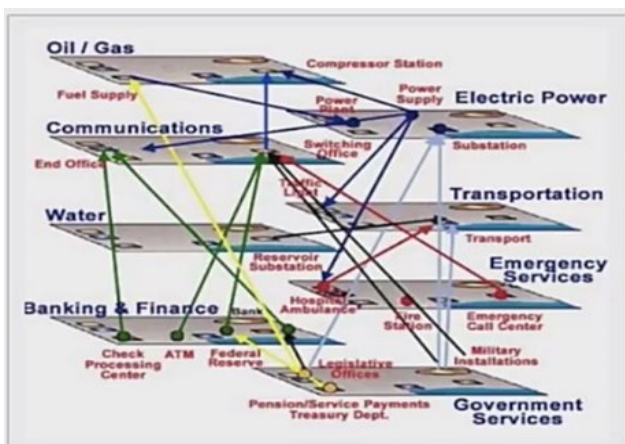 Oil / Gas
Compressor Station
Fuel Supply
Power
Plant
Power
Supply
Electric Power
Communications
Switching
Office
Substation
End Office
Traffic
Light
Transportation
Water
Reservoir
Substation
Transport
Emergency
Services
Hospital
Ambulance
Fire
Station
Emergency
Call Center
Banking & Finance
Bank
Check
Processing
Center
ATM
Federal
Reserve
Legislative
Offices
Military
Installations
Pension/Service Payments
Treasury Dept.
Government
Services